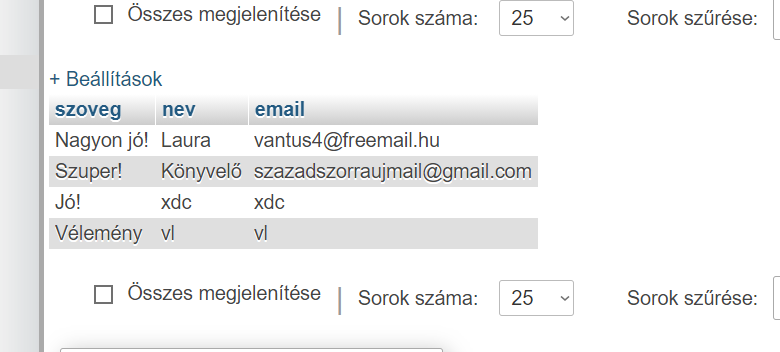 Összes megjelenítése | Sorok száma: 25 Sorok szűrése:
+ Beállítások
szoveg nev email
Nagyon jó! Laura vantus4@freemail.hu
Szuper! Könyvelő szazadszorraujmail@gmail.com
Jó! xdc xdc
Vélemény vl vl
Összes megjelenítése | Sorok száma: 25 Sorok szűrése: